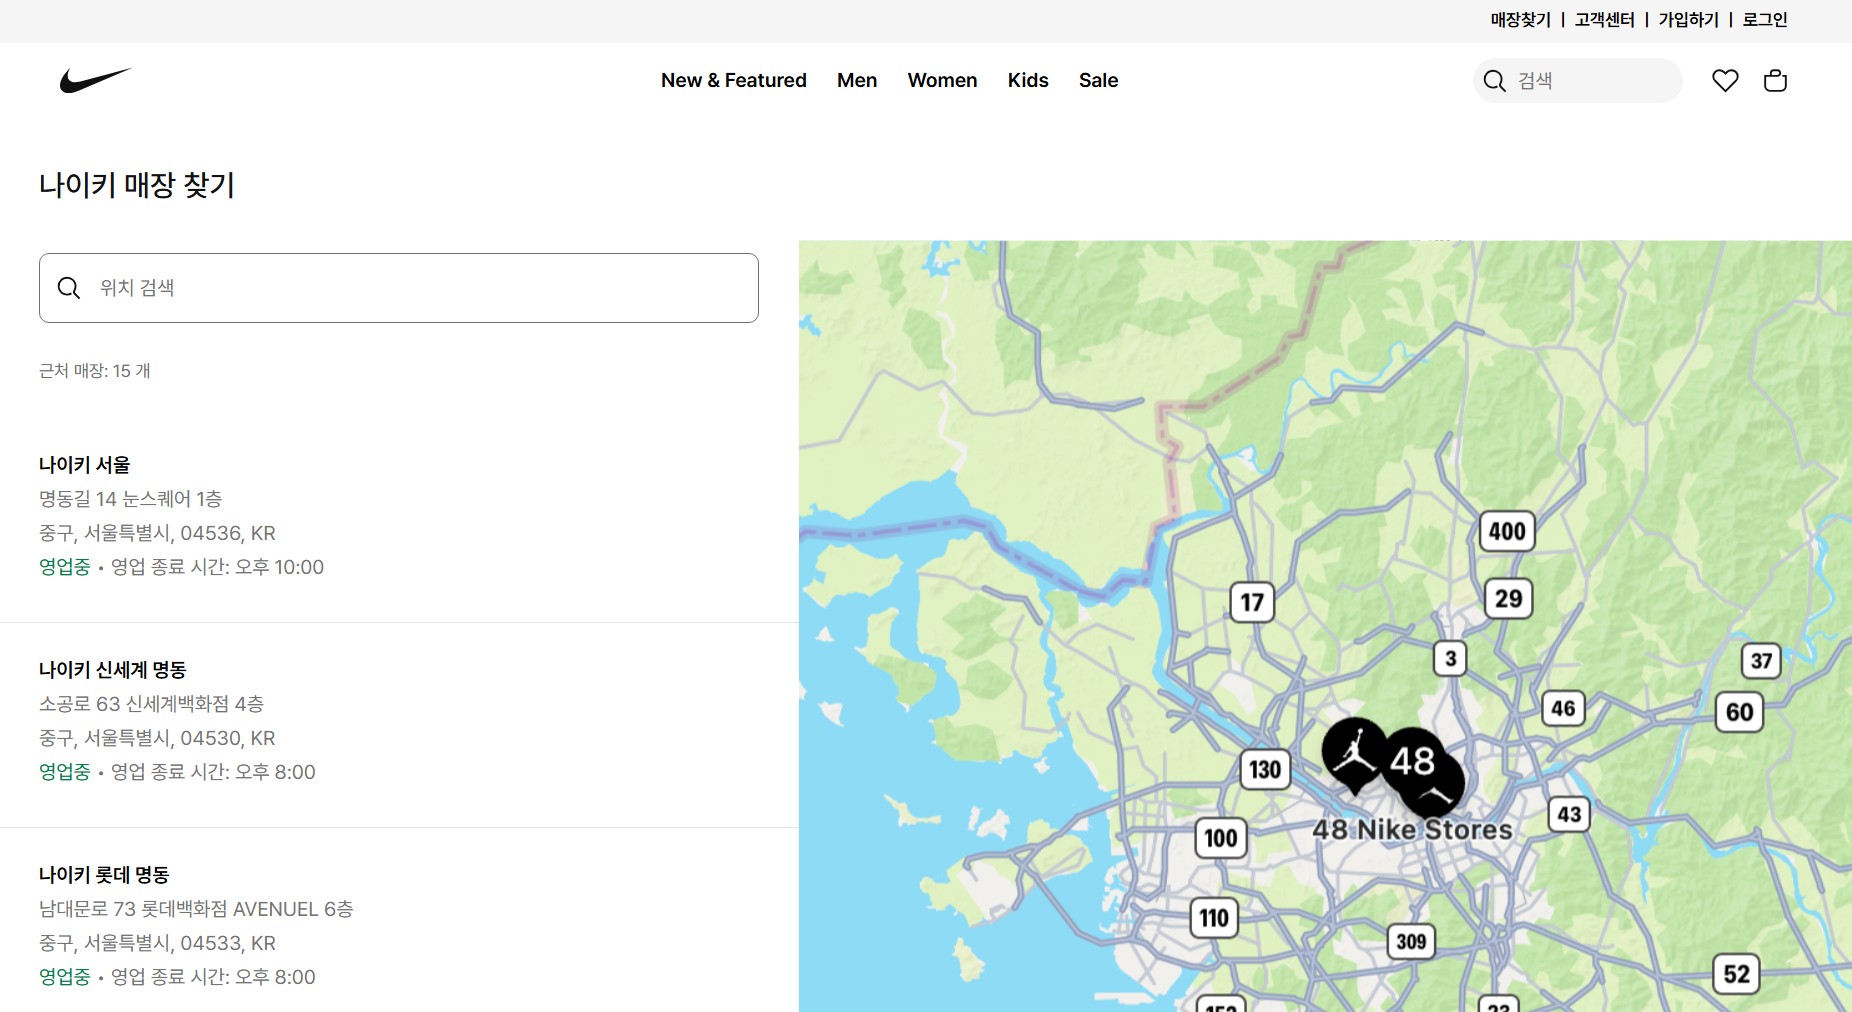 매장찾기 | 고객센터 | 가입하기 | 로그인
New & Featured Men Women Kids Sale
검색
나이키 매장 찾기
위치 검색
근처 매장: 15 개
나이키 서울
명동길 14 눈스퀘어 1층
중구, 서울특별시, 04536, KR
영업중 • 영업 종료 시간: 오후 10:00
나이키 신세계 명동
소공로 63 신세계백화점 4층
중구, 서울특별시, 04530, KR
영업중 • 영업 종료 시간: 오후 8:00
나이키 롯데 명동
남대문로 73 롯데백화점 AVENUEL 6층
중구, 서울특별시, 04533, KR
영업중 • 영업 종료 시간: 오후 8:00
400
17
29
3
37
46
60
48
130
43
48 Nike Stores
100
110
309
52